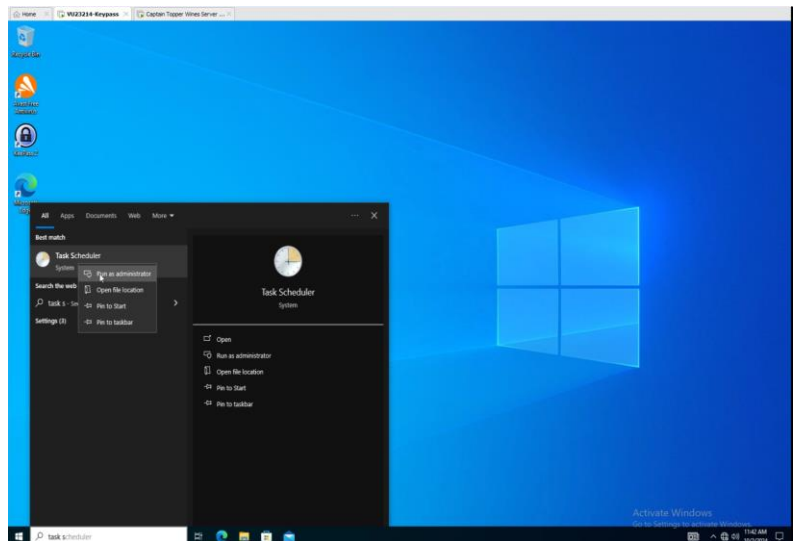 Home
VU23214-Keypass
Captain Topper Wines Server ...
Recycle Bin
All Apps Documents Web More
Best match
Task Scheduler
System
Run as administrator
Open file location
Pin to Start
Pin to taskbar
Search the web
task s - Se
Settings (3)
Task Scheduler
System
Open
Run as administrator
Open file location
Pin to Start
Pin to taskbar
Activate Windows
Go to Settings to activate Windows.
task scheduler
11:42 AM